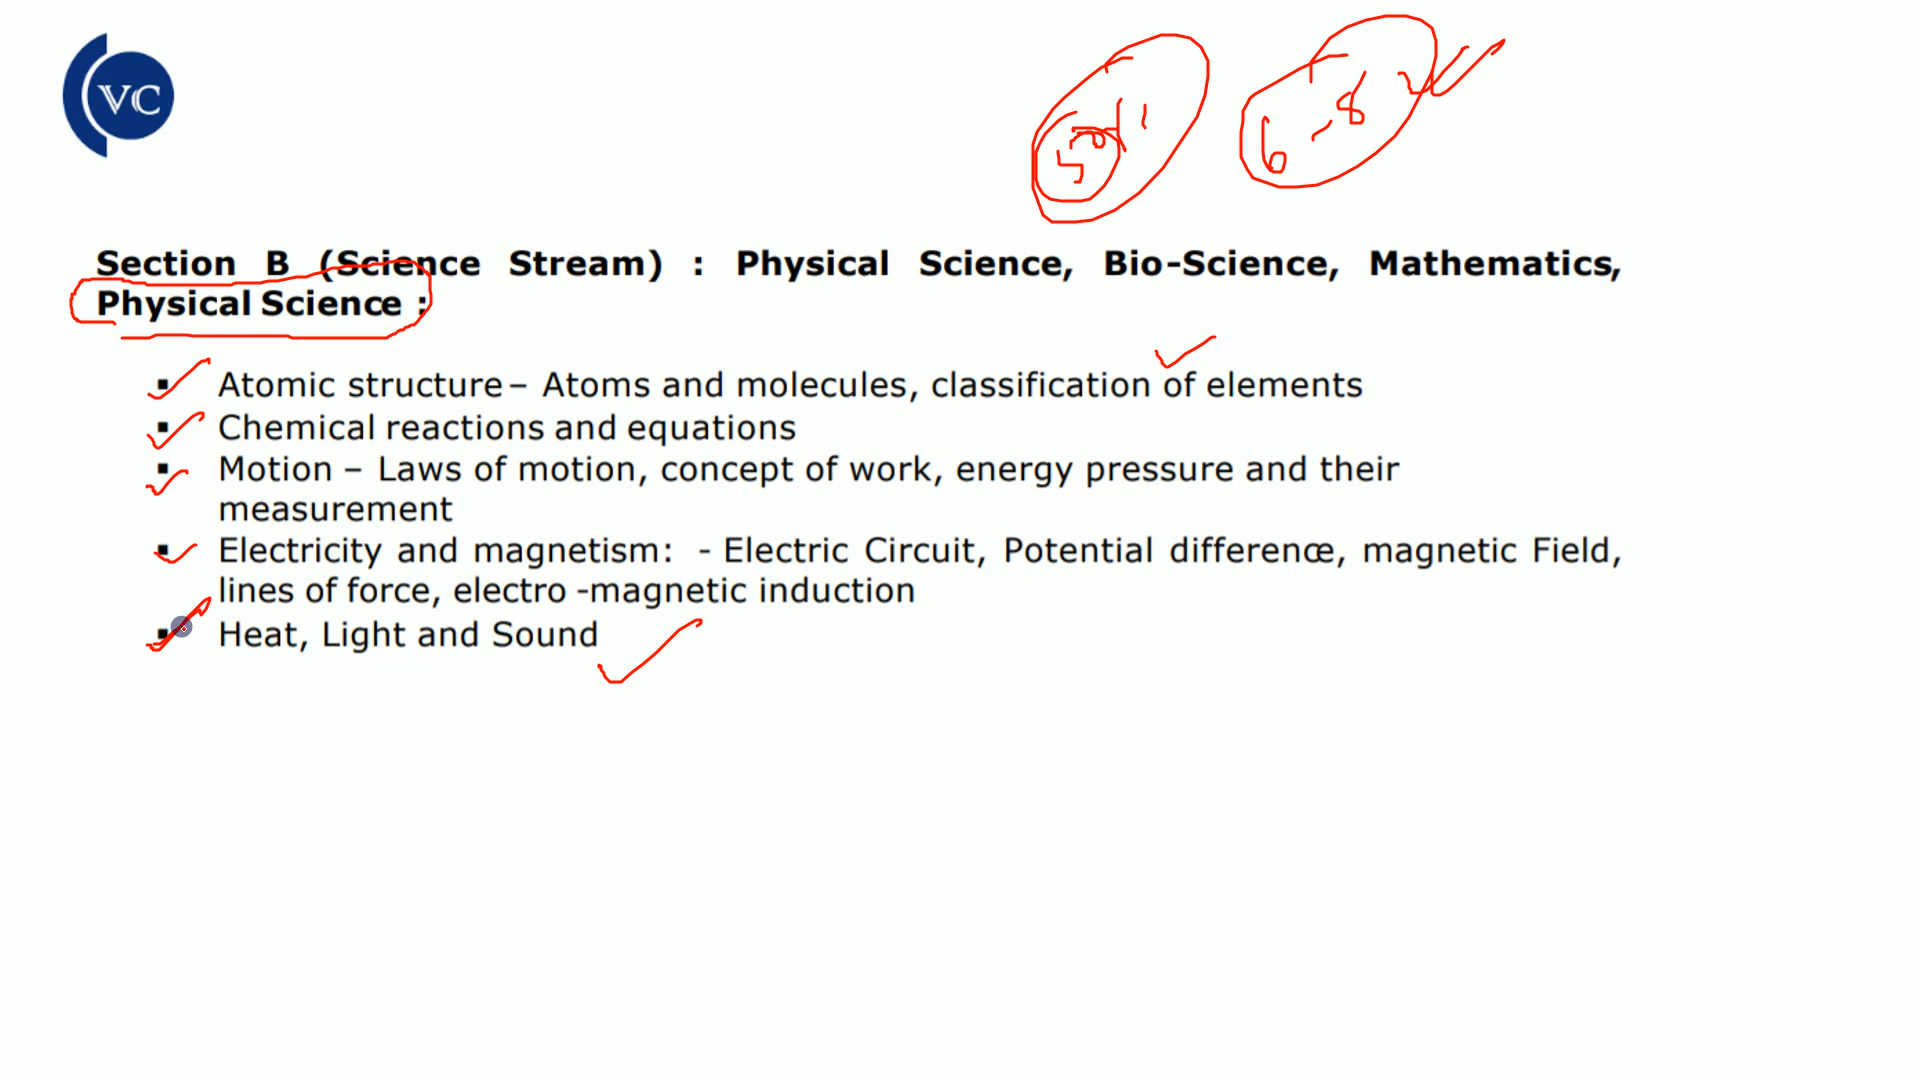 VC
6 - 8
Section B (Science Stream) : Physical Science, Bio-Science, Mathematics,
Physical Science :
▪ Atomic structure – Atoms and molecules, classification of elements
▪ Chemical reactions and equations
▪ Motion – Laws of motion, concept of work, energy pressure and their
measurement
▪ Electricity and magnetism: - Electric Circuit, Potential difference, magnetic Field,
lines of force, electro -magnetic induction
▪ Heat, Light and Sound